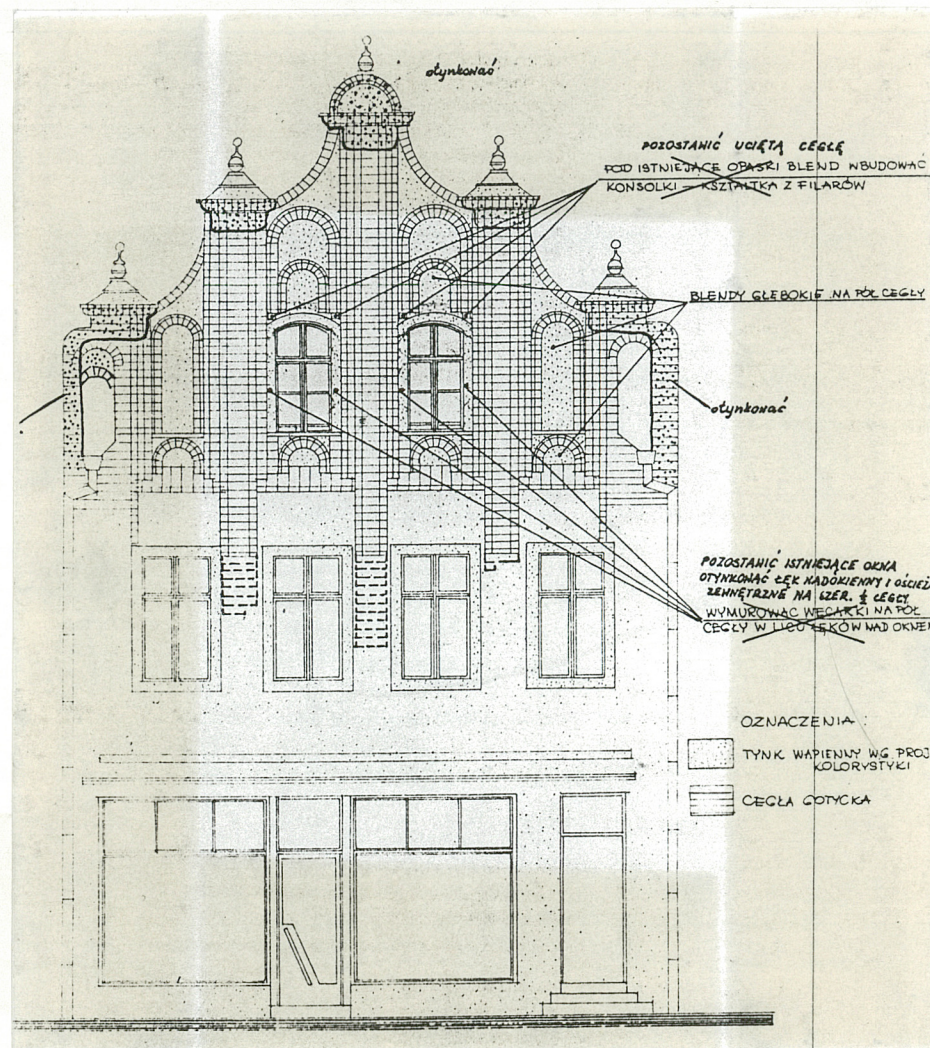 otynkować
POZOSTAWIĆ UCIĘTĄ CEGŁĘ
POD ISTNIEJĄCE OPASKI BLEND WBUDOWAĆ
KONSOLKI – KSZTAŁTKA Z FILARÓW
BLENDY GŁĘBOKIE NA PÓŁ CEGŁY
otynkować
POZOSTAWIĆ ISTNIEJĄCE OKNA
OTYNKOWAĆ ŁĘK NADOKIENNY I OŚCIEŻ
ZEWNĘTRZNE NA SZER. ½ CEGŁY
WYMUROWAĆ WĘGARKI NA PÓŁ
CEGŁY W LICO ŁĘKÓW NAD OKNEM
OZNACZENIA :
TYNK WAPIENNY WG PROJ
KOLORYSTYKI
CEGŁA GOTYCKA